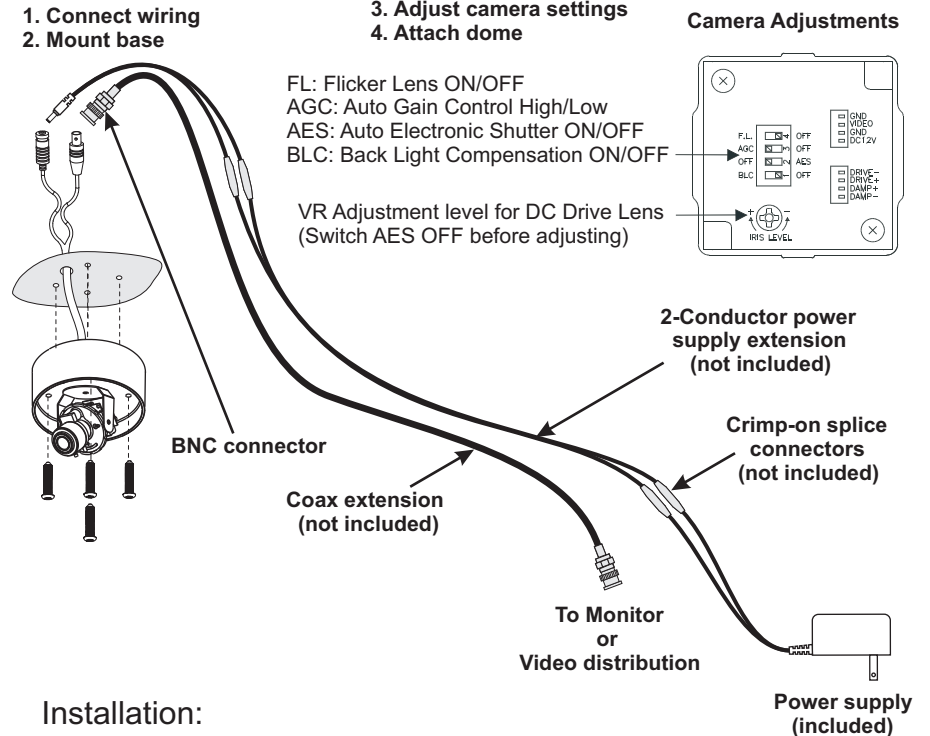 1. Connect wiring
2. Mount base
3. Adjust camera settings
4. Attach dome
Camera Adjustments
FL: Flicker Lens ON/OFF
AGC: Auto Gain Control High/Low
AES: Auto Electronic Shutter ON/OFF
BLC: Back Light Compensation ON/OFF
VR Adjustment level for DC Drive Lens
(Switch AES OFF before adjusting)
F.L. 4 OFF
AGC 3 OFF
OFF 2 AES
BLC 1 OFF
GND
VIDEO
GND
DC12V
DRIVE-
DRIVE+
DAMP+
DAMP-
+ -
IRIS LEVEL
2-Conductor power
supply extension
(not included)
BNC connector
Crimp-on splice
connectors
(not included)
Coax extension
(not included)
To Monitor
or
Video distribution
Power supply
(included)
Installation: